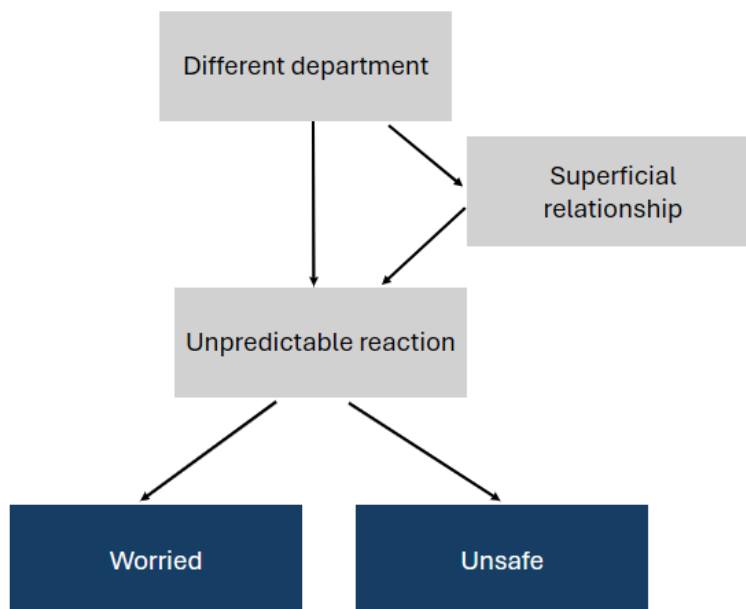 Different department
Superficial
relationship
Unpredictable reaction
Worried
Unsafe